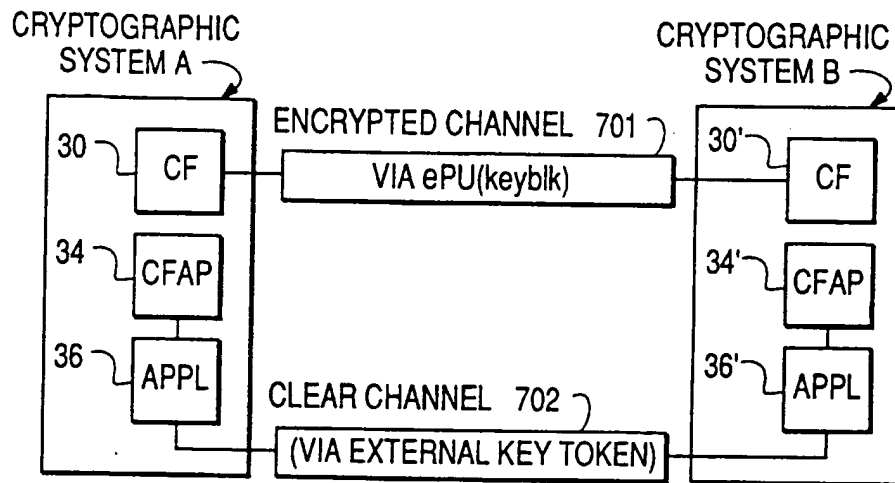 CRYPTOGRAPHIC
SYSTEM A
CRYPTOGRAPHIC
SYSTEM B
ENCRYPTED CHANNEL 701
30
CF
VIA ePU(keyblk)
30'
CF
34
CFAP
34'
CFAP
36
APPL
36'
APPL
CLEAR CHANNEL 702
(VIA EXTERNAL KEY TOKEN)